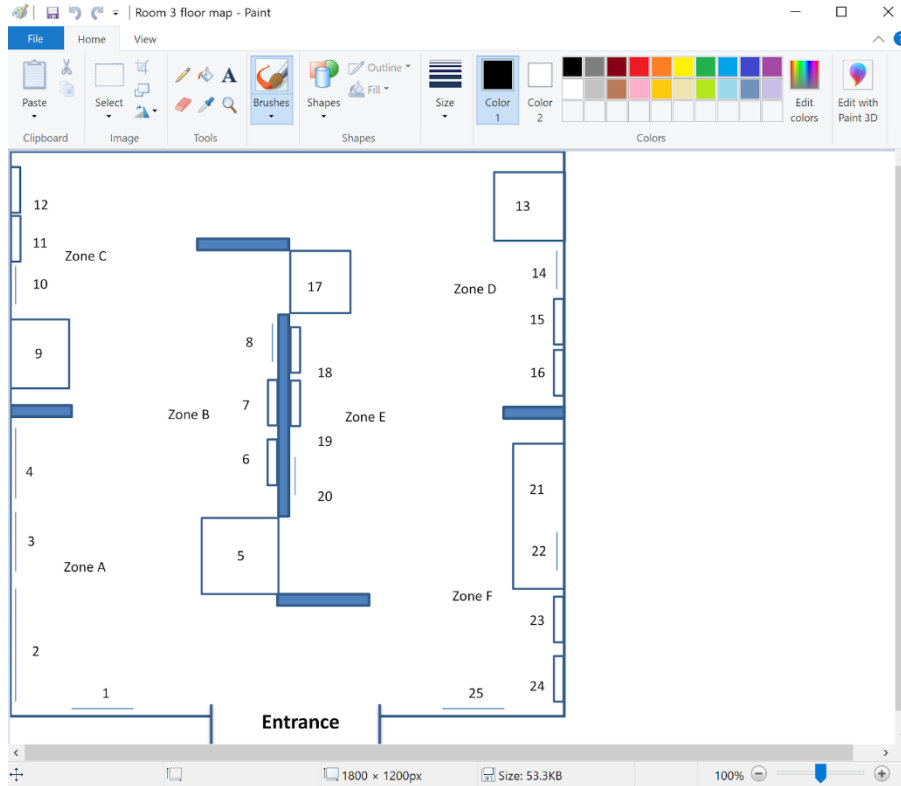 Room 3 floor map - Paint
File Home View
Outline
Fill
A
Paste
Select
Brushes
Shapes
Size
Color 1
Color 2
Edit colors
Edit with Paint 3D
Clipboard
Image
Tools
Shapes
Colors
12
13
11
Zone C
14
10
17
Zone D
15
8
9
18
16
7
Zone B
Zone E
19
6
4
21
20
3
22
5
Zone A
Zone F
23
2
24
1
25
Entrance
1800 × 1200px
Size: 53.3KB
100%